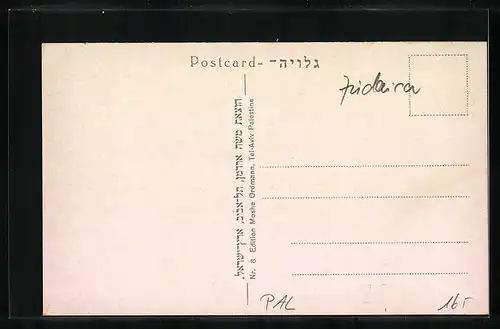 Postcard- גלויה-
Judaica
הוצאת משה אורדמן, תל-אביב, ארץ-ישראל.
Nr. 8 Edition Moshe Ordmann, Tel-Aviv Palestine
PAL
16T